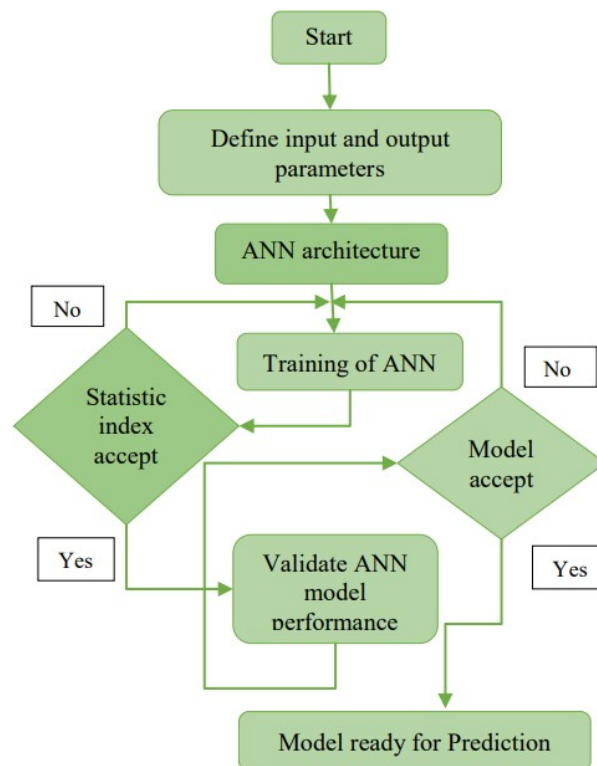 Start
Define input and output
parameters
ANN architecture
No
Training of ANN
No
Statistic
index
accept
Model
accept
Yes
Validate ANN
model
performance
Yes
Model ready for Prediction